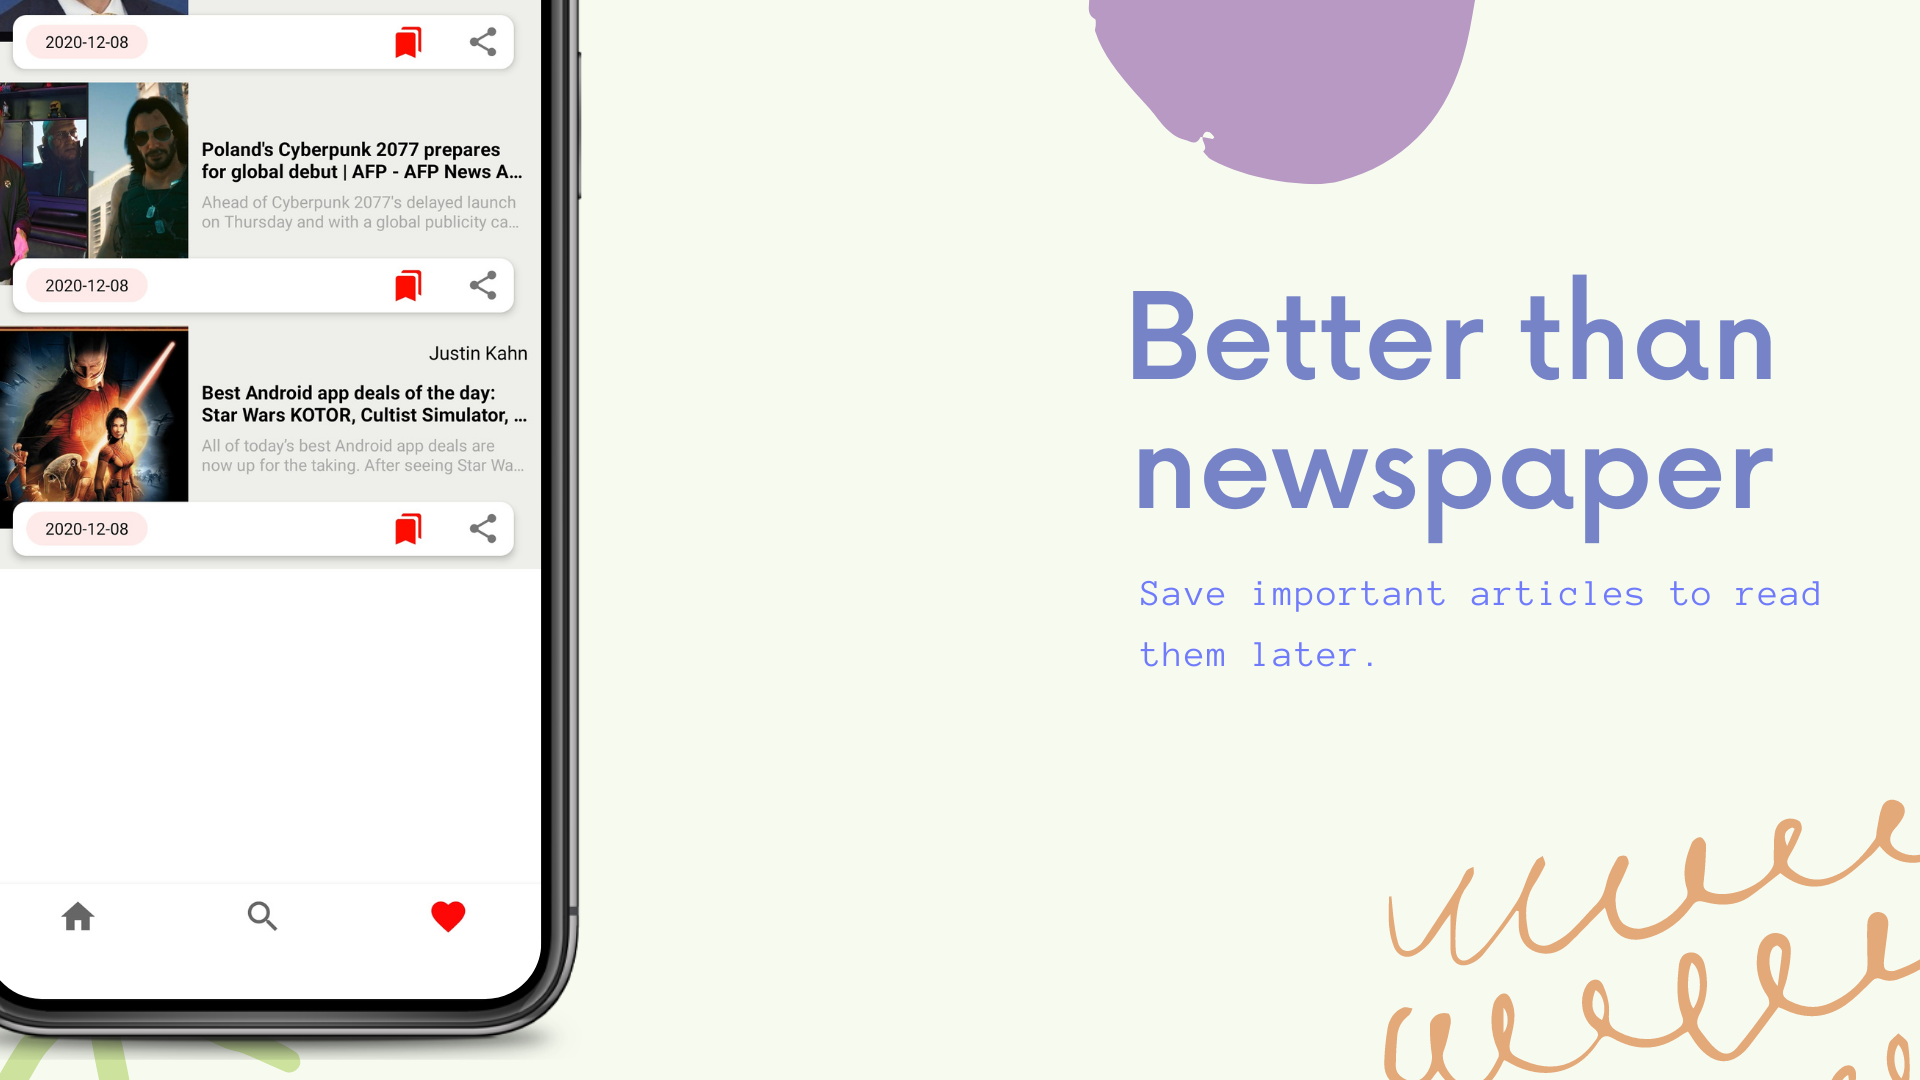 2020-12-08
Poland's Cyberpunk 2077 prepares
for global debut | AFP - AFP News A...
Ahead of Cyberpunk 2077's delayed launch
on Thursday and with a global publicity ca...
2020-12-08
Justin Kahn
Best Android app deals of the day:
Star Wars KOTOR, Cultist Simulator, ...
All of today's best Android app deals are
now up for the taking. After seeing Star Wa...
2020-12-08
Better than
newspaper
Save important articles to read
them later.